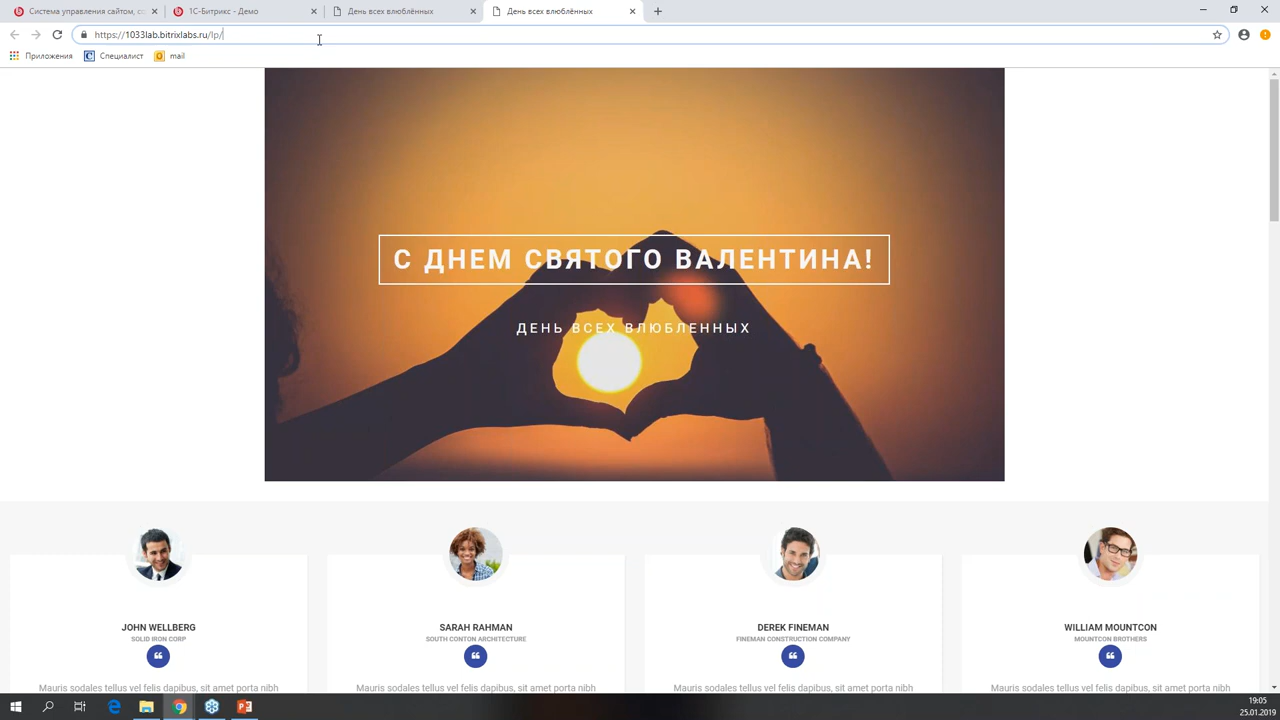 Система управления сайтом, со
1С-Битрикс - Демо
День всех влюблённых
День всех влюблённых
https://1033lab.bitrixlabs.ru/lp/
Приложения
Специалист
mail
С ДНЕМ СВЯТОГО ВАЛЕНТИНА!
ДЕНЬ ВСЕХ ВЛЮБЛЕННЫХ
JOHN WELLBERG
SOLID IRON CORP
Mauris sodales tellus vel felis dapibus, sit amet porta nibh
SARAH RAHMAN
SOUTH CONTON ARCHITECTURE
Mauris sodales tellus vel felis dapibus, sit amet porta nibh
DEREK FINEMAN
FINEMAN CONSTRUCTION COMPANY
Mauris sodales tellus vel felis dapibus, sit amet porta nibh
WILLIAM MOUNTCON
MOUNTCON BROTHERS
Mauris sodales tellus vel felis dapibus, sit amet porta nibh
19:05
25.01.2019